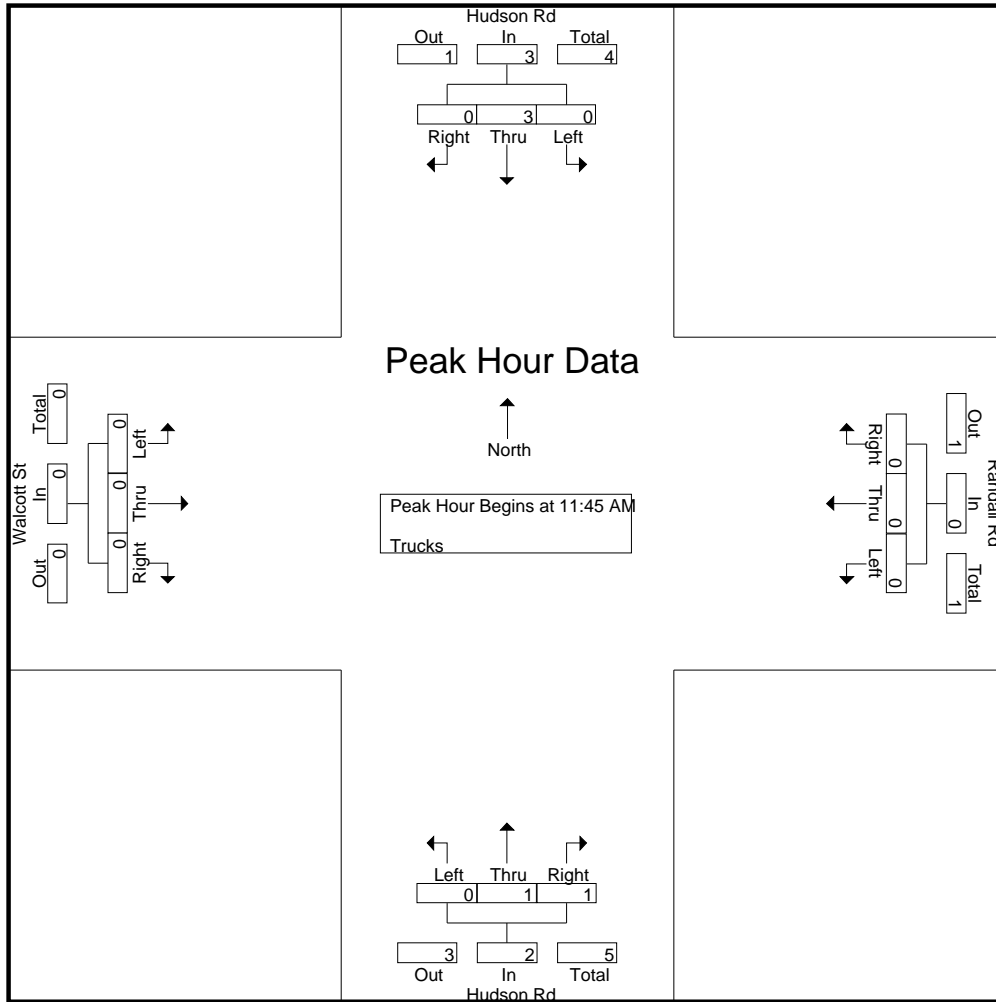 Hudson Rd
Out In Total
1 3 4
0 3 0
Right Thru Left
Peak Hour Data
North
Peak Hour Begins at 11:45 AM
Trucks
Walcott St
Out In Total
0 0 0
0 0 0
Right Thru Left
Randall Rd
Out In Total
1 0 1
0 0 0
Right Thru Left
Left Thru Right
0 1 1
3 2 5
Out In Total
Hudson Rd